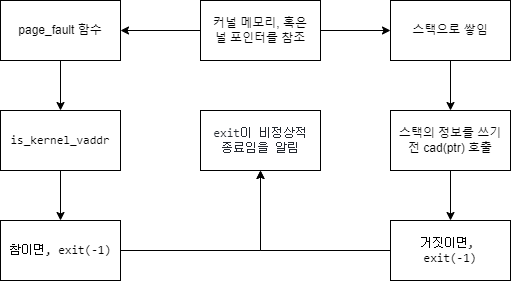 page_fault 함수
커널 메모리, 혹은
널 포인터를 참조
스택으로 쌓임
is_kernel_vaddr
exit이 비정상적
종료임을 알림
스택의 정보를 쓰기
전 cad(ptr) 호출
참이면, exit(-1)
거짓이면,
exit(-1)